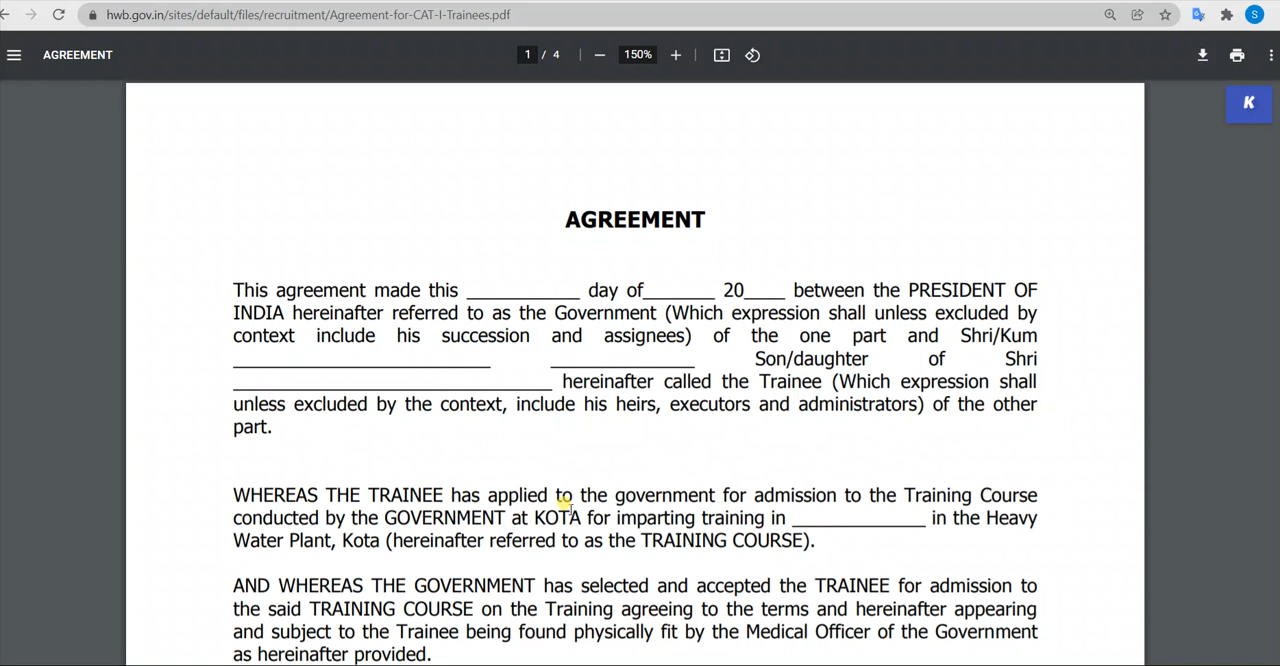 hwb.gov.in/sites/default/files/recruitment/Agreement-for-CAT-I-Trainees.pdf
S
AGREEMENT
1 / 4
150%
K
AGREEMENT
This agreement made this ____________ day of________ 20____ between the PRESIDENT OF
INDIA hereinafter referred to as the Government (Which expression shall unless excluded by
context include his succession and assignees) of the one part and Shri/Kum
____________________________ ________________ Son/daughter of Shri
___________________________________ hereinafter called the Trainee (Which expression shall
unless excluded by the context, include his heirs, executors and administrators) of the other
part.
WHEREAS THE TRAINEE has applied to the government for admission to the Training Course
conducted by the GOVERNMENT at KOTA for imparting training in ______________ in the Heavy
Water Plant, Kota (hereinafter referred to as the TRAINING COURSE).
AND WHEREAS THE GOVERNMENT has selected and accepted the TRAINEE for admission to
the said TRAINING COURSE on the Training agreeing to the terms and hereinafter appearing
and subject to the Trainee being found physically fit by the Medical Officer of the Government
as hereinafter provided.